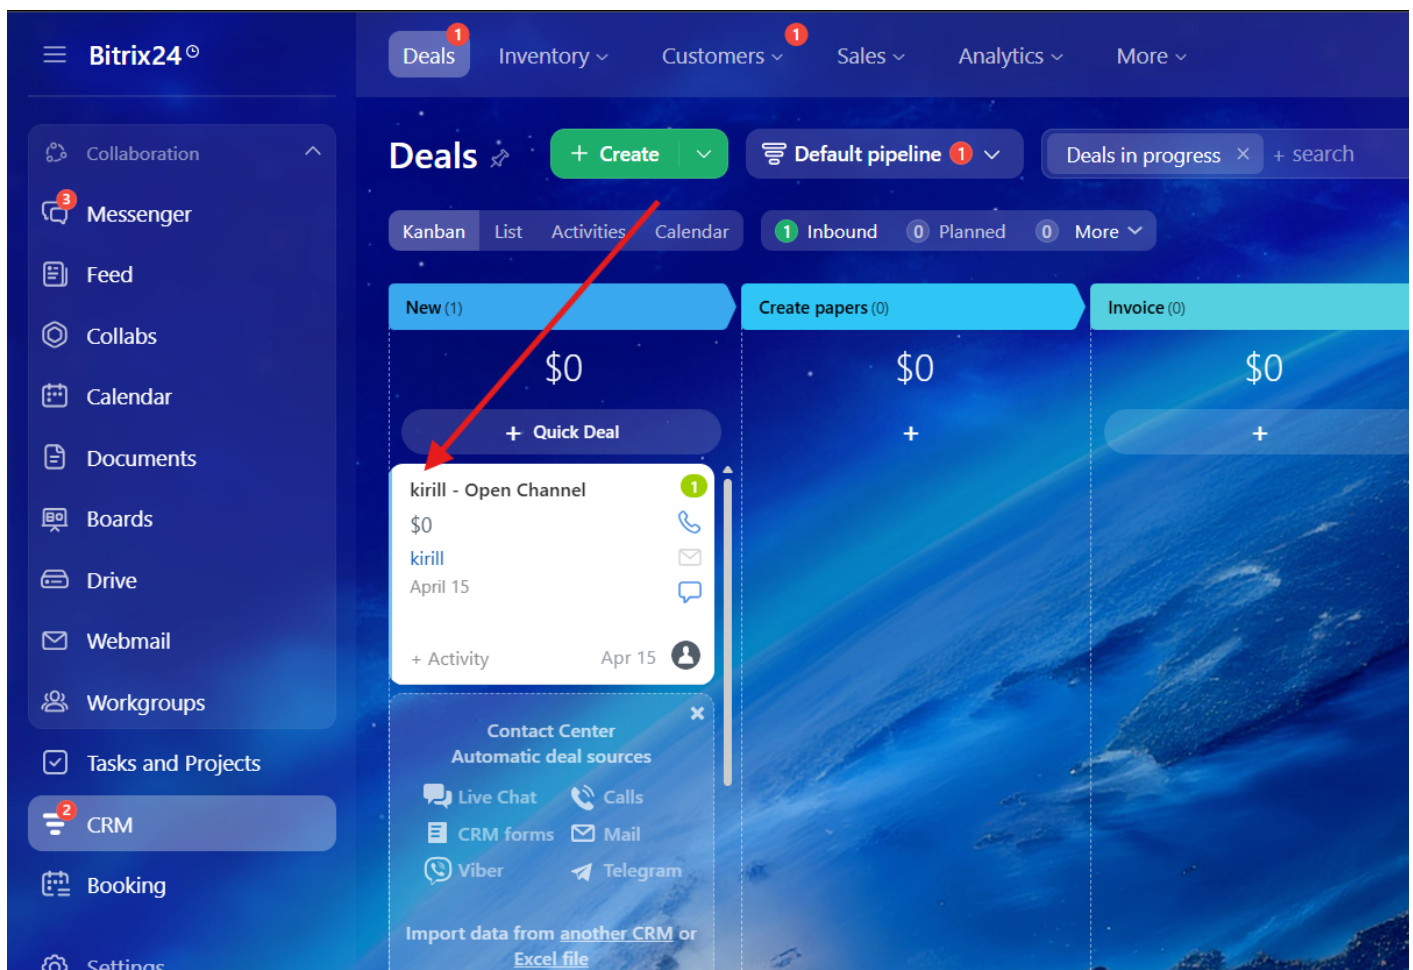 Bitrix24
Deals 1
Inventory
Customers 1
Sales
Analytics
More
Collaboration
3 Messenger
Feed
Collabs
Calendar
Documents
Boards
Drive
Webmail
Workgroups
Tasks and Projects
2 CRM
Booking
Settings
Deals
+ Create
Default pipeline 1
Deals in progress × + search
Kanban List Activities Calendar
1 Inbound 0 Planned 0 More
New (1)
$0
+ Quick Deal
kirill - Open Channel 1
$0
kirill
April 15
+ Activity Apr 15
Contact Center
Automatic deal sources
Live Chat Calls
CRM forms Mail
Viber Telegram
Import data from another CRM or
Excel file
Create papers (0)
$0
+
Invoice (0)
$0
+